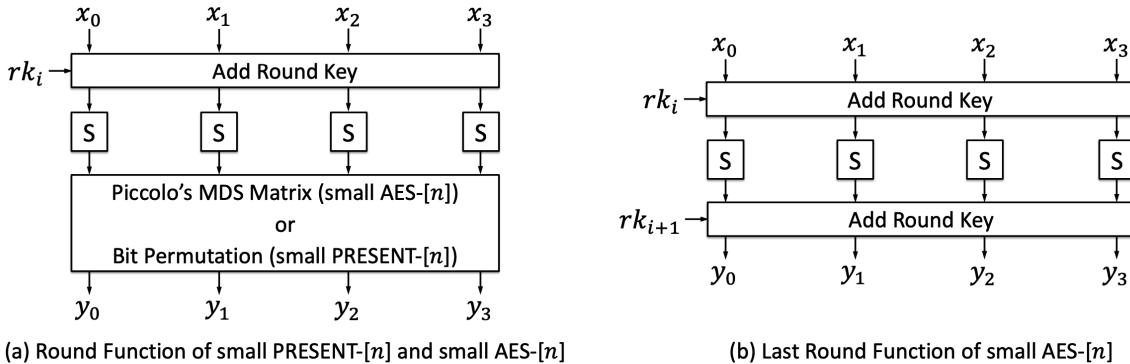 x₀ x₁ x₂ x₃
rkᵢ Add Round Key
S S S S
Piccolo's MDS Matrix (small AES-[n])
or
Bit Permutation (small PRESENT-[n])
y₀ y₁ y₂ y₃
(a) Round Function of small PRESENT-[n] and small AES-[n]
x₀ x₁ x₂ x₃
rkᵢ Add Round Key
S S S S
rkᵢ₊₁ Add Round Key
y₀ y₁ y₂ y₃
(b) Last Round Function of small AES-[n]